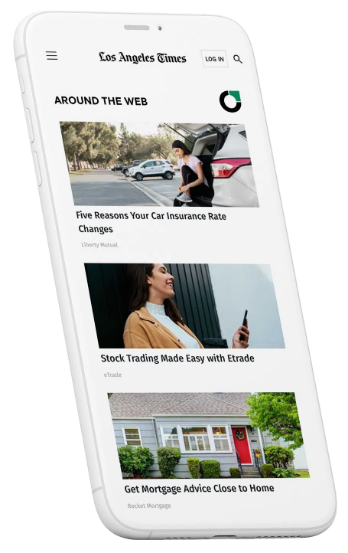 Los Angeles Times
LOG IN
AROUND THE WEB
Five Reasons Your Car Insurance Rate
Changes
Liberty Mutual
Stock Trading Made Easy with Etrade
eTrade
Get Mortgage Advice Close to Home
Rocket Mortgage